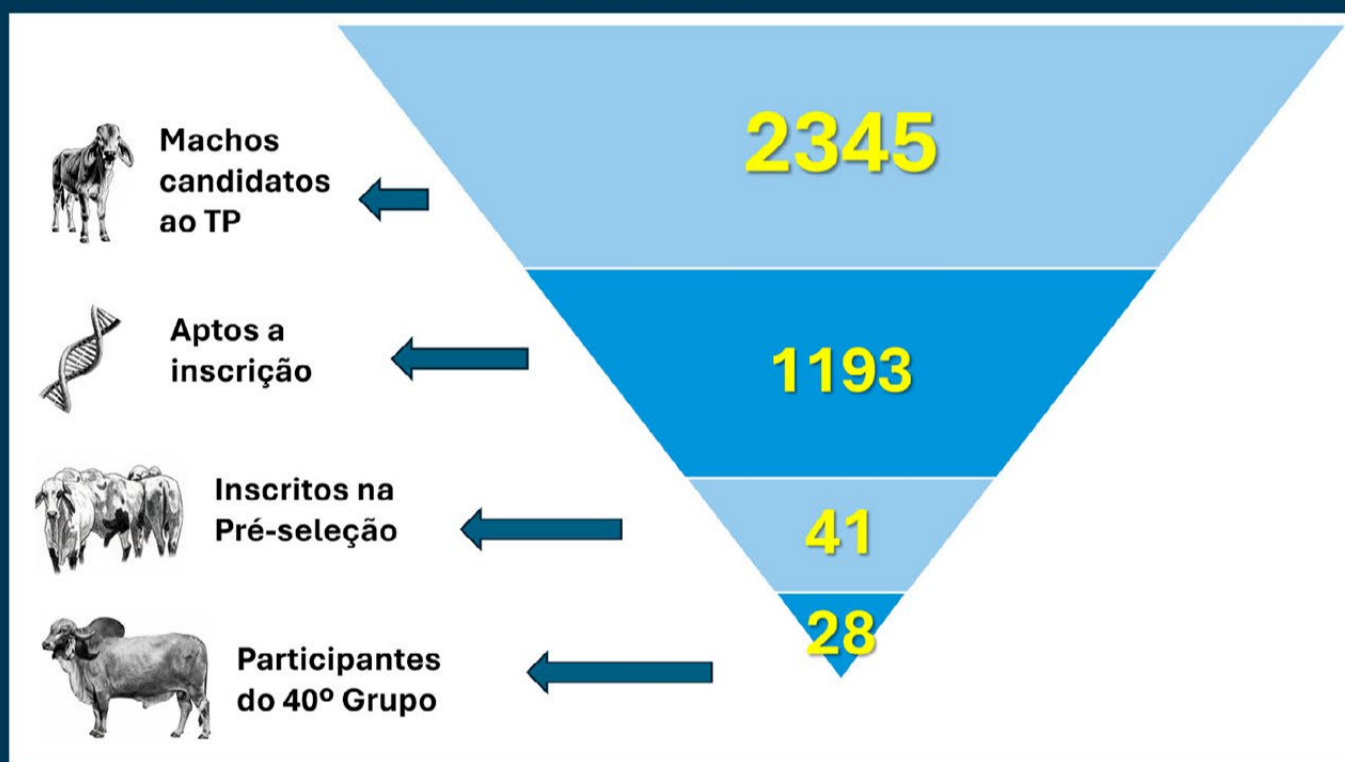 Machos
candidatos
ao TP
2345
Aptos a
inscrição
1193
Inscritos na
Pré-seleção
41
Participantes
do 40º Grupo
28